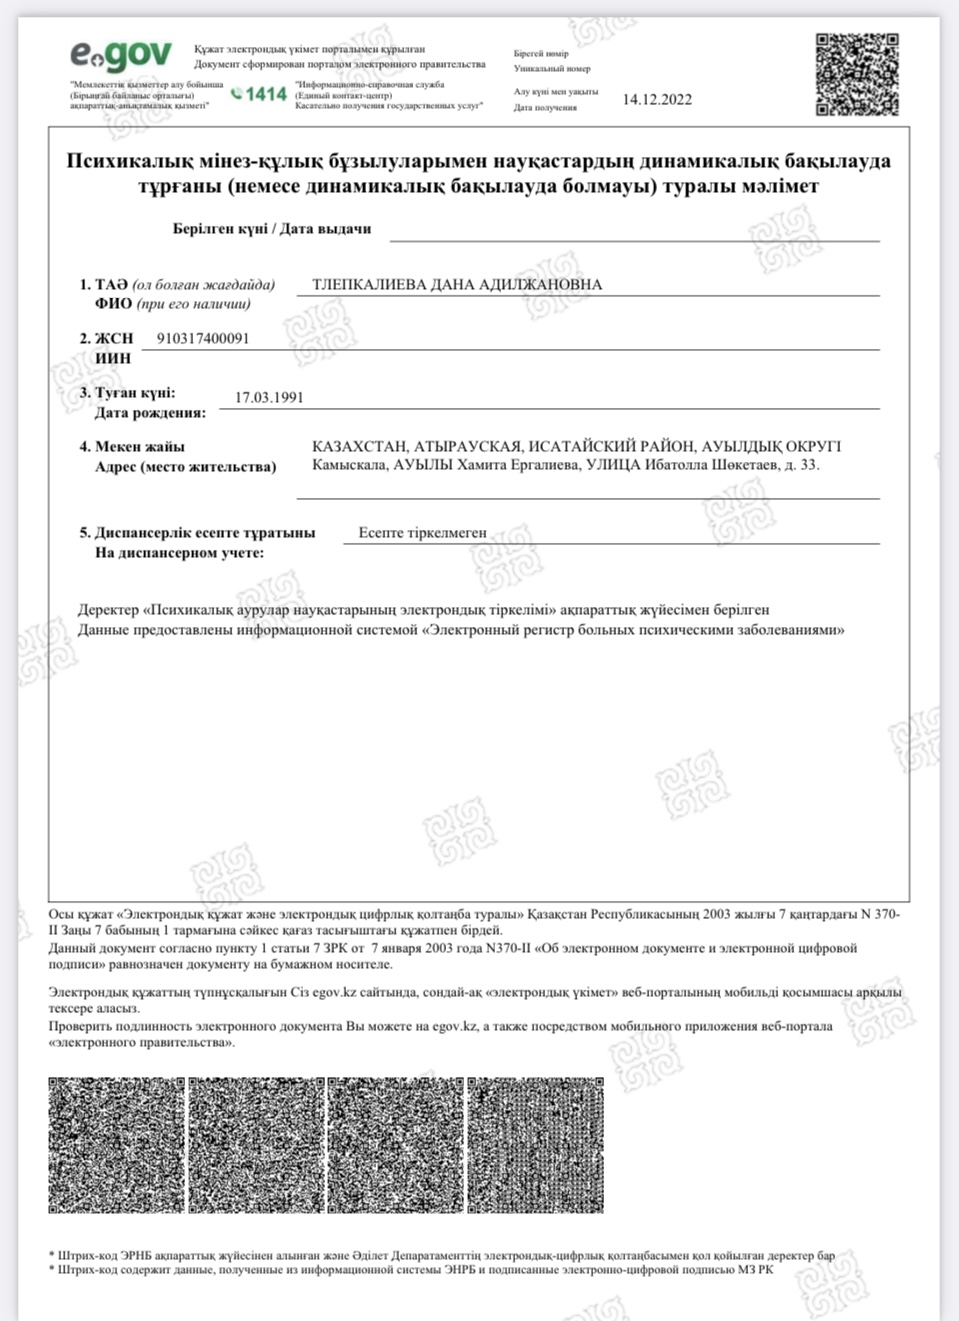 egov
Құжат электрондық үкімет порталымен құрылған
Документ сформирован порталом электронного правительства
"Мемлекеттік қызметтер алу бойынша
(Бірыңғай байланыс орталығы)
ақпараттық-анықтамалық қызметі"
1414
"Информационно-справочная служба
(Единый контакт-центр)
Касательно получения государственных услуг"
Бірегей нөмір
Уникальный номер
Алу күні мен уақыты
Дата получения
14.12.2022
Психикалық мінез-құлық бұзылуларымен науқастардың динамикалық бақылауда
тұрғаны (немесе динамикалық бақылауда болмауы) туралы мәлімет
Берілген күні / Дата выдачи
1. ТАӘ (ол болған жағдайда) ТЛЕПКАЛИЕВА ДАНА АДИЛЖАНОВНА
ФИО (при его наличии)
2. ЖСН 910317400091
ИИН
3. Туған күні: 17.03.1991
Дата рождения:
4. Мекен жайы КАЗАХСТАН, АТЫРАУСКАЯ, ИСАТАЙСКИЙ РАЙОН, АУЫЛДЫҚ ОКРУГІ
Адрес (место жительства) Камыскала, АУЫЛЫ Хамита Ергалиева, УЛИЦА Ибатолла Шөкетаев, д. 33.
5. Диспансерлік есепте тұратыны Есепте тіркелмеген
На диспансерном учете:
Деректер «Психикалық аурулар науқастарының электрондық тіркелімі» ақпараттық жүйесімен берілген
Данные предоставлены информационной системой «Электронный регистр больных психическими заболеваниями»
Осы құжат «Электрондық құжат және электрондық цифрлық қолтаңба туралы» Қазақстан Республикасының 2003 жылғы 7 қаңтардағы N 370-
II Заңы 7 бабының 1 тармағына сәйкес қағаз тасығыштағы құжатпен бірдей.
Данный документ согласно пункту 1 статьи 7 ЗРК от 7 января 2003 года N370-II «Об электронном документе и электронной цифровой
подписи» равнозначен документу на бумажном носителе.
Электрондық құжаттың түпнұсқалығын Сіз egov.kz сайтында, сондай-ақ «электрондық үкімет» веб-порталының мобильді қосымшасы арқылы
тексере аласыз.
Проверить подлинность электронного документа Вы можете на egov.kz, а также посредством мобильного приложения веб-портала
«электронного правительства».
* Штрих-код ЭРНБ ақпараттық жүйесінен алынған және Әділет Департаменттің электрондық-цифрлық қолтаңбасымен қол қойылған деректер бар
* Штрих-код содержит данные, полученные из информационной системы ЭНРБ и подписанные электронно-цифровой подписью МЗ РК